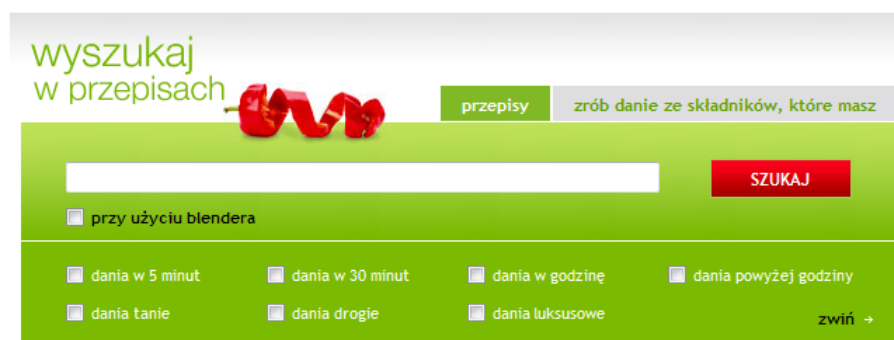 wyszukaj
w przepisach
przepisy zrób danie ze składników, które masz
SZUKAJ
przy użyciu blendera
dania w 5 minut dania w 30 minut dania w godzinę dania powyżej godziny
dania tanie dania drogie dania luksusowe
zwiń →